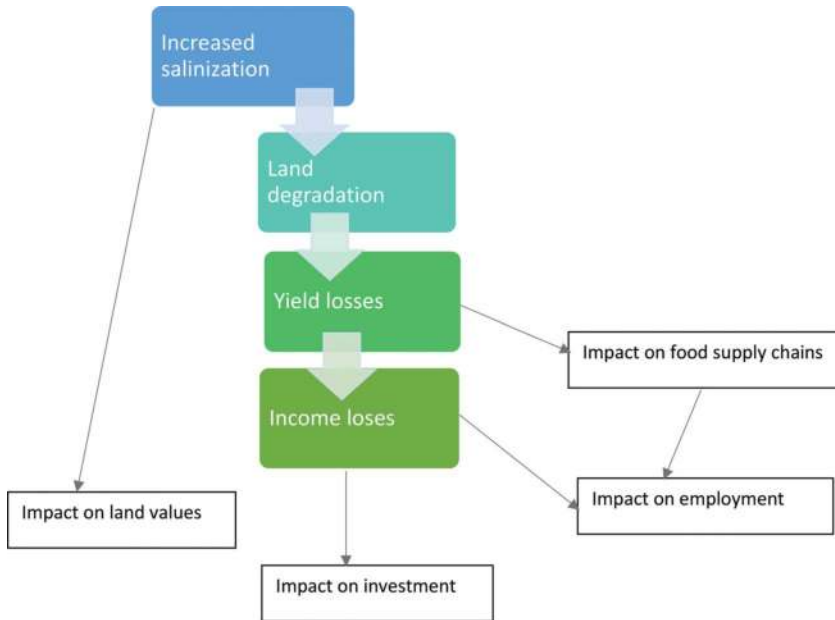 Increased
salinization
Land
degradation
Yield losses
Impact on food supply chains
Income loses
Impact on land values
Impact on employment
Impact on investment